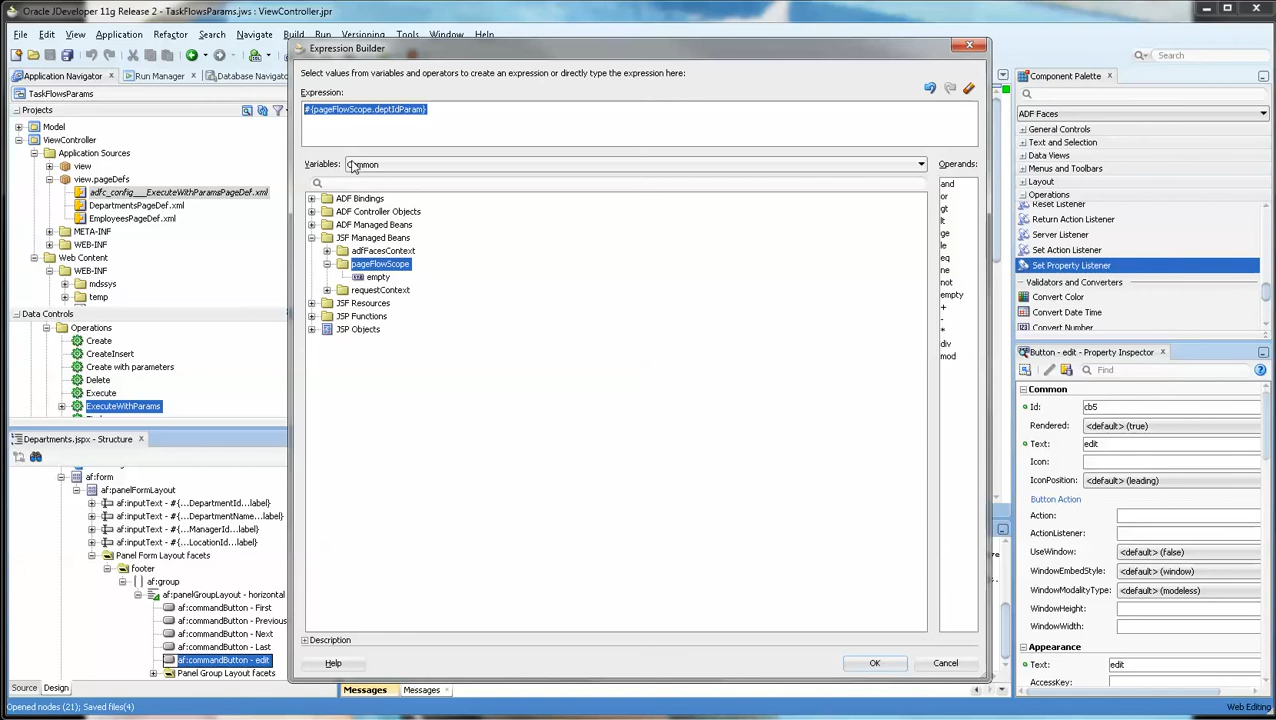 Oracle JDeveloper 11g Release 2 - TaskFlowsParams.jws : ViewController.jpr
File Edit View Application Refactor Search Navigate Build Run Versioning Tools Window Help
Search
Application Navigator
Run Manager
Database Navigator
TaskFlowsParams
Projects
Model
ViewController
Application Sources
view
view.pageDefs
adfc_config___ExecuteWithParamsPageDef.xml
DepartmentsPageDef.xml
EmployeesPageDef.xml
META-INF
WEB-INF
Web Content
WEB-INF
mdssys
temp
Data Controls
Operations
Create
CreateInsert
Create with parameters
Delete
Execute
ExecuteWithParams
Departments.jspx - Structure
af:form
af:panelFormLayout
af:inputText - #{...DepartmentId...label}
af:inputText - #{...DepartmentName...label}
af:inputText - #{...ManagerId...label}
af:inputText - #{...LocationId...label}
Panel Form Layout facets
footer
af:group
af:panelGroupLayout - horizontal
af:commandButton - First
af:commandButton - Previous
af:commandButton - Next
af:commandButton - Last
af:commandButton - edit
Panel Group Layout facets
Source Design
Opened nodes (21); Saved files(4)
Expression Builder
Select values from variables and operators to create an expression or directly type the expression here:
Expression:
#{pageFlowScope.deptIdParam}
Variables: Common
Operands:
ADF Bindings
ADF Controller Objects
ADF Managed Beans
JSF Managed Beans
adfFacesContext
pageFlowScope
empty
requestContext
JSF Resources
JSF Functions
JSP Objects
and
or
gt
lt
ge
le
eq
ne
not
empty
+
-
*
div
mod
Description
Help
OK
Cancel
Messages Messages
Component Palette
ADF Faces
General Controls
Text and Selection
Data Views
Menus and Toolbars
Layout
Operations
Reset Listener
Return Action Listener
Server Listener
Set Action Listener
Set Property Listener
Validators and Converters
Convert Color
Convert Date Time
Convert Number
Button - edit - Property Inspector
Find
Common
Id: cb5
Rendered: <default> (true)
Text: edit
Icon:
IconPosition: <default> (leading)
Button Action
Action:
ActionListener:
UseWindow: <default> (false)
WindowEmbedStyle: <default> (window)
WindowModalityType: <default> (modeless)
WindowHeight:
WindowWidth:
Appearance
Text: edit
AccessKey:
Web Editing